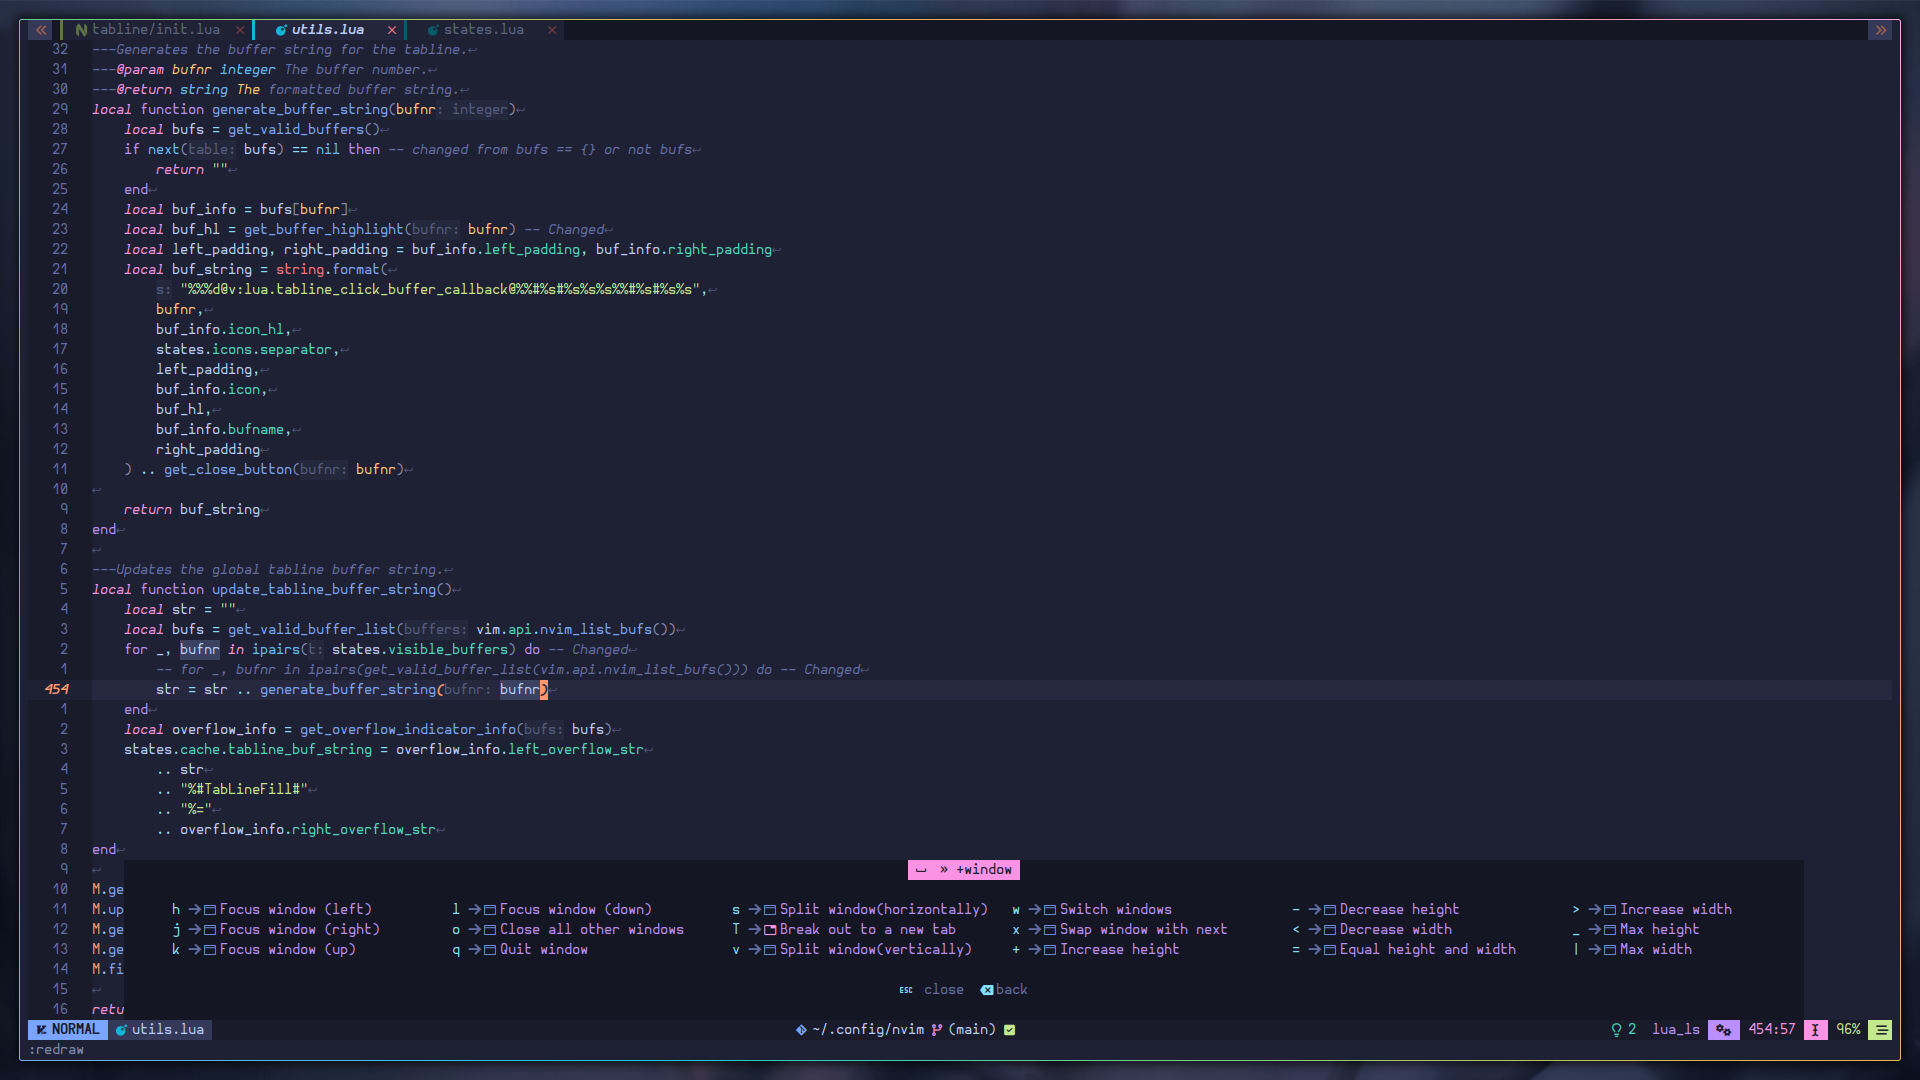 « tabline/init.lua × utils.lua × states.lua × »
32 ---Generates the buffer string for the tabline.↩
31 ---@param bufnr integer The buffer number.↩
30 ---@return string The formatted buffer string.↩
29 local function generate_buffer_string(bufnr: integer)↩
28 local bufs = get_valid_buffers()↩
27 if next(table: bufs) == nil then -- changed from bufs == {} or not bufs↩
26 return ""↩
25 end↩
24 local buf_info = bufs[bufnr]↩
23 local buf_hl = get_buffer_highlight(bufnr: bufnr) -- Changed↩
22 local left_padding, right_padding = buf_info.left_padding, buf_info.right_padding↩
21 local buf_string = string.format(↩
20 s: "%%%d@v:lua.tabline_click_buffer_callback@%%#%s#%s%s%s%%#%s#%s%s",↩
19 bufnr,↩
18 buf_info.icon_hl,↩
17 states.icons.separator,↩
16 left_padding,↩
15 buf_info.icon,↩
14 buf_hl,↩
13 buf_info.bufname,↩
12 right_padding↩
11 ) .. get_close_button(bufnr: bufnr)↩
10 ↩
9 return buf_string↩
8 end↩
7 ↩
6 ---Updates the global tabline buffer string.↩
5 local function update_tabline_buffer_string()↩
4 local str = ""↩
3 local bufs = get_valid_buffer_list(buffers: vim.api.nvim_list_bufs())↩
2 for _, bufnr in ipairs(t: states.visible_buffers) do -- Changed↩
1 -- for _, bufnr in ipairs(get_valid_buffer_list(vim.api.nvim_list_bufs())) do -- Changed↩
454 str = str .. generate_buffer_string(bufnr: bufnr)↩
1 end↩
2 local overflow_info = get_overflow_indicator_info(bufs: bufs)↩
3 states.cache.tabline_buf_string = overflow_info.left_overflow_str↩
4 .. str↩
5 .. "%#TabLineFill#"↩
6 .. "%="↩
7 .. overflow_info.right_overflow_str↩
8 end↩
9 ↩ » +window
10 M.ge
11 M.up h → Focus window (left) l → Focus window (down) s → Split window(horizontally) w → Switch windows - → Decrease height > → Increase width
12 M.ge j → Focus window (right) o → Close all other windows T → Break out to a new tab x → Swap window with next < → Decrease width _ → Max height
13 M.ge k → Focus window (up) q → Quit window v → Split window(vertically) + → Increase height = → Equal height and width | → Max width
14 M.fi
15 ↩ ESC close back
16 retu
NORMAL utils.lua ~/.config/nvim (main) 2 lua_ls 454:57 96%
:redraw